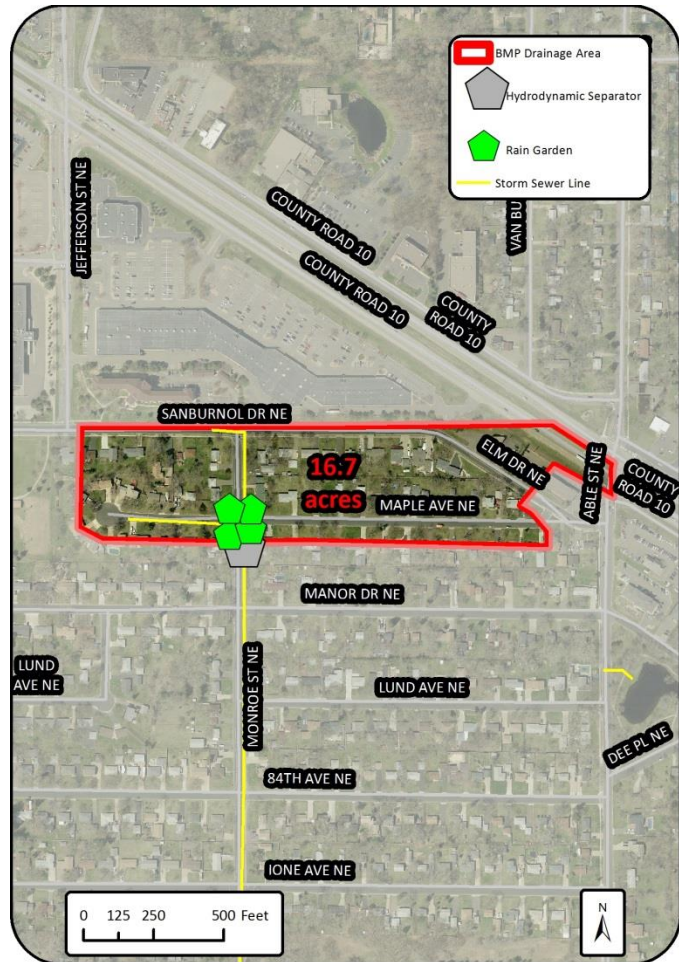 BMP Drainage Area
Hydrodynamic Separator
Rain Garden
Storm Sewer Line
JEFFERSON ST NE
COUNTY ROAD 10
COUNTY ROAD 10
COUNTY
ROAD 10
VAN BU
SANBURNOL DR NE
16.7
acres
ELM DR NE
MAPLE AVE NE
ABLE ST NE
COUNTY
ROAD 10
MANOR DR NE
LUND
AVE NE
MONROE ST NE
LUND AVE NE
DEE PL NE
84TH AVE NE
IONE AVE NE
0 125 250 500 Feet
N